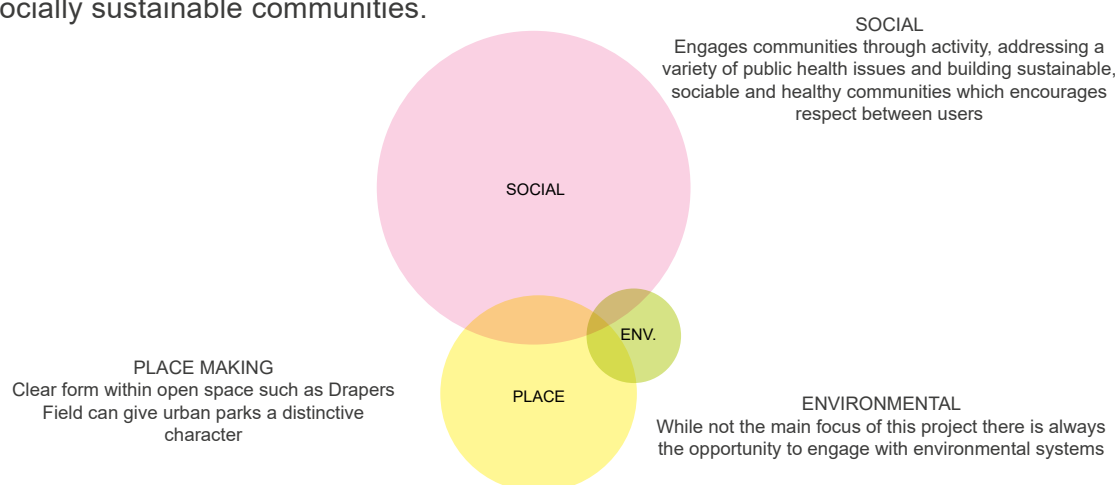 ocially sustainable communities.
SOCIAL
Engages communities through activity, addressing a
variety of public health issues and building sustainable,
sociable and healthy communities which encourages
respect between users
SOCIAL
ENV.
PLACE MAKING
Clear form within open space such as Drapers
Field can give urban parks a distinctive
character
PLACE
ENVIRONMENTAL
While not the main focus of this project there is always
the opportunity to engage with environmental systems